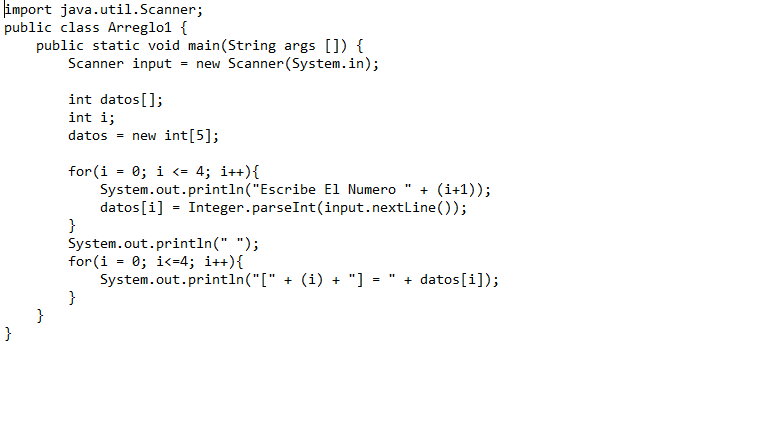 import java.util.Scanner;
public class Arreglo1 {
    public static void main(String args []) {
        Scanner input = new Scanner(System.in);

        int datos[];
        int i;
        datos = new int[5];

        for(i = 0; i <= 4; i++){
            System.out.println("Escribe El Numero " + (i+1));
            datos[i] = Integer.parseInt(input.nextLine());
        }
        System.out.println(" ");
        for(i = 0; i<=4; i++){
            System.out.println("[" + (i) + "] = " + datos[i]);
        }
    }
}